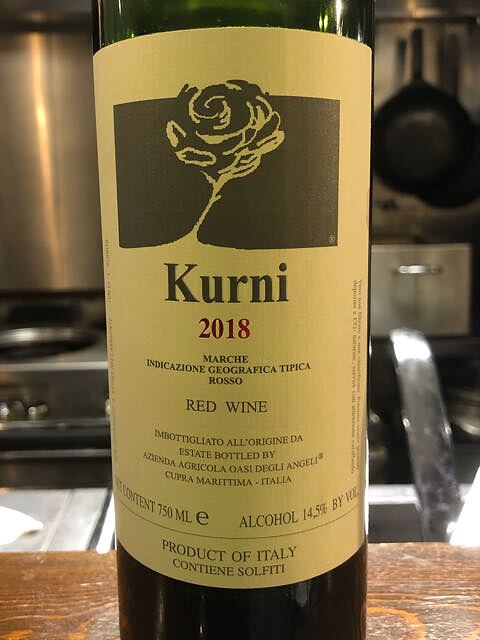 ®
Kurni
2018
MARCHE
INDICAZIONE GEOGRAFICA TIPICA
ROSSO
RED WINE
IMBOTTIGLIATO ALL'ORIGINE DA
ESTATE BOTTLED BY
AZIENDA AGRICOLA OASI DEGLI ANGELI®
CUPRA MARITTIMA - ITALIA
CONTENT 750 ML e ALCOHOL 14,5% BY VOL.
PRODUCT OF ITALY
CONTIENE SOLFITI